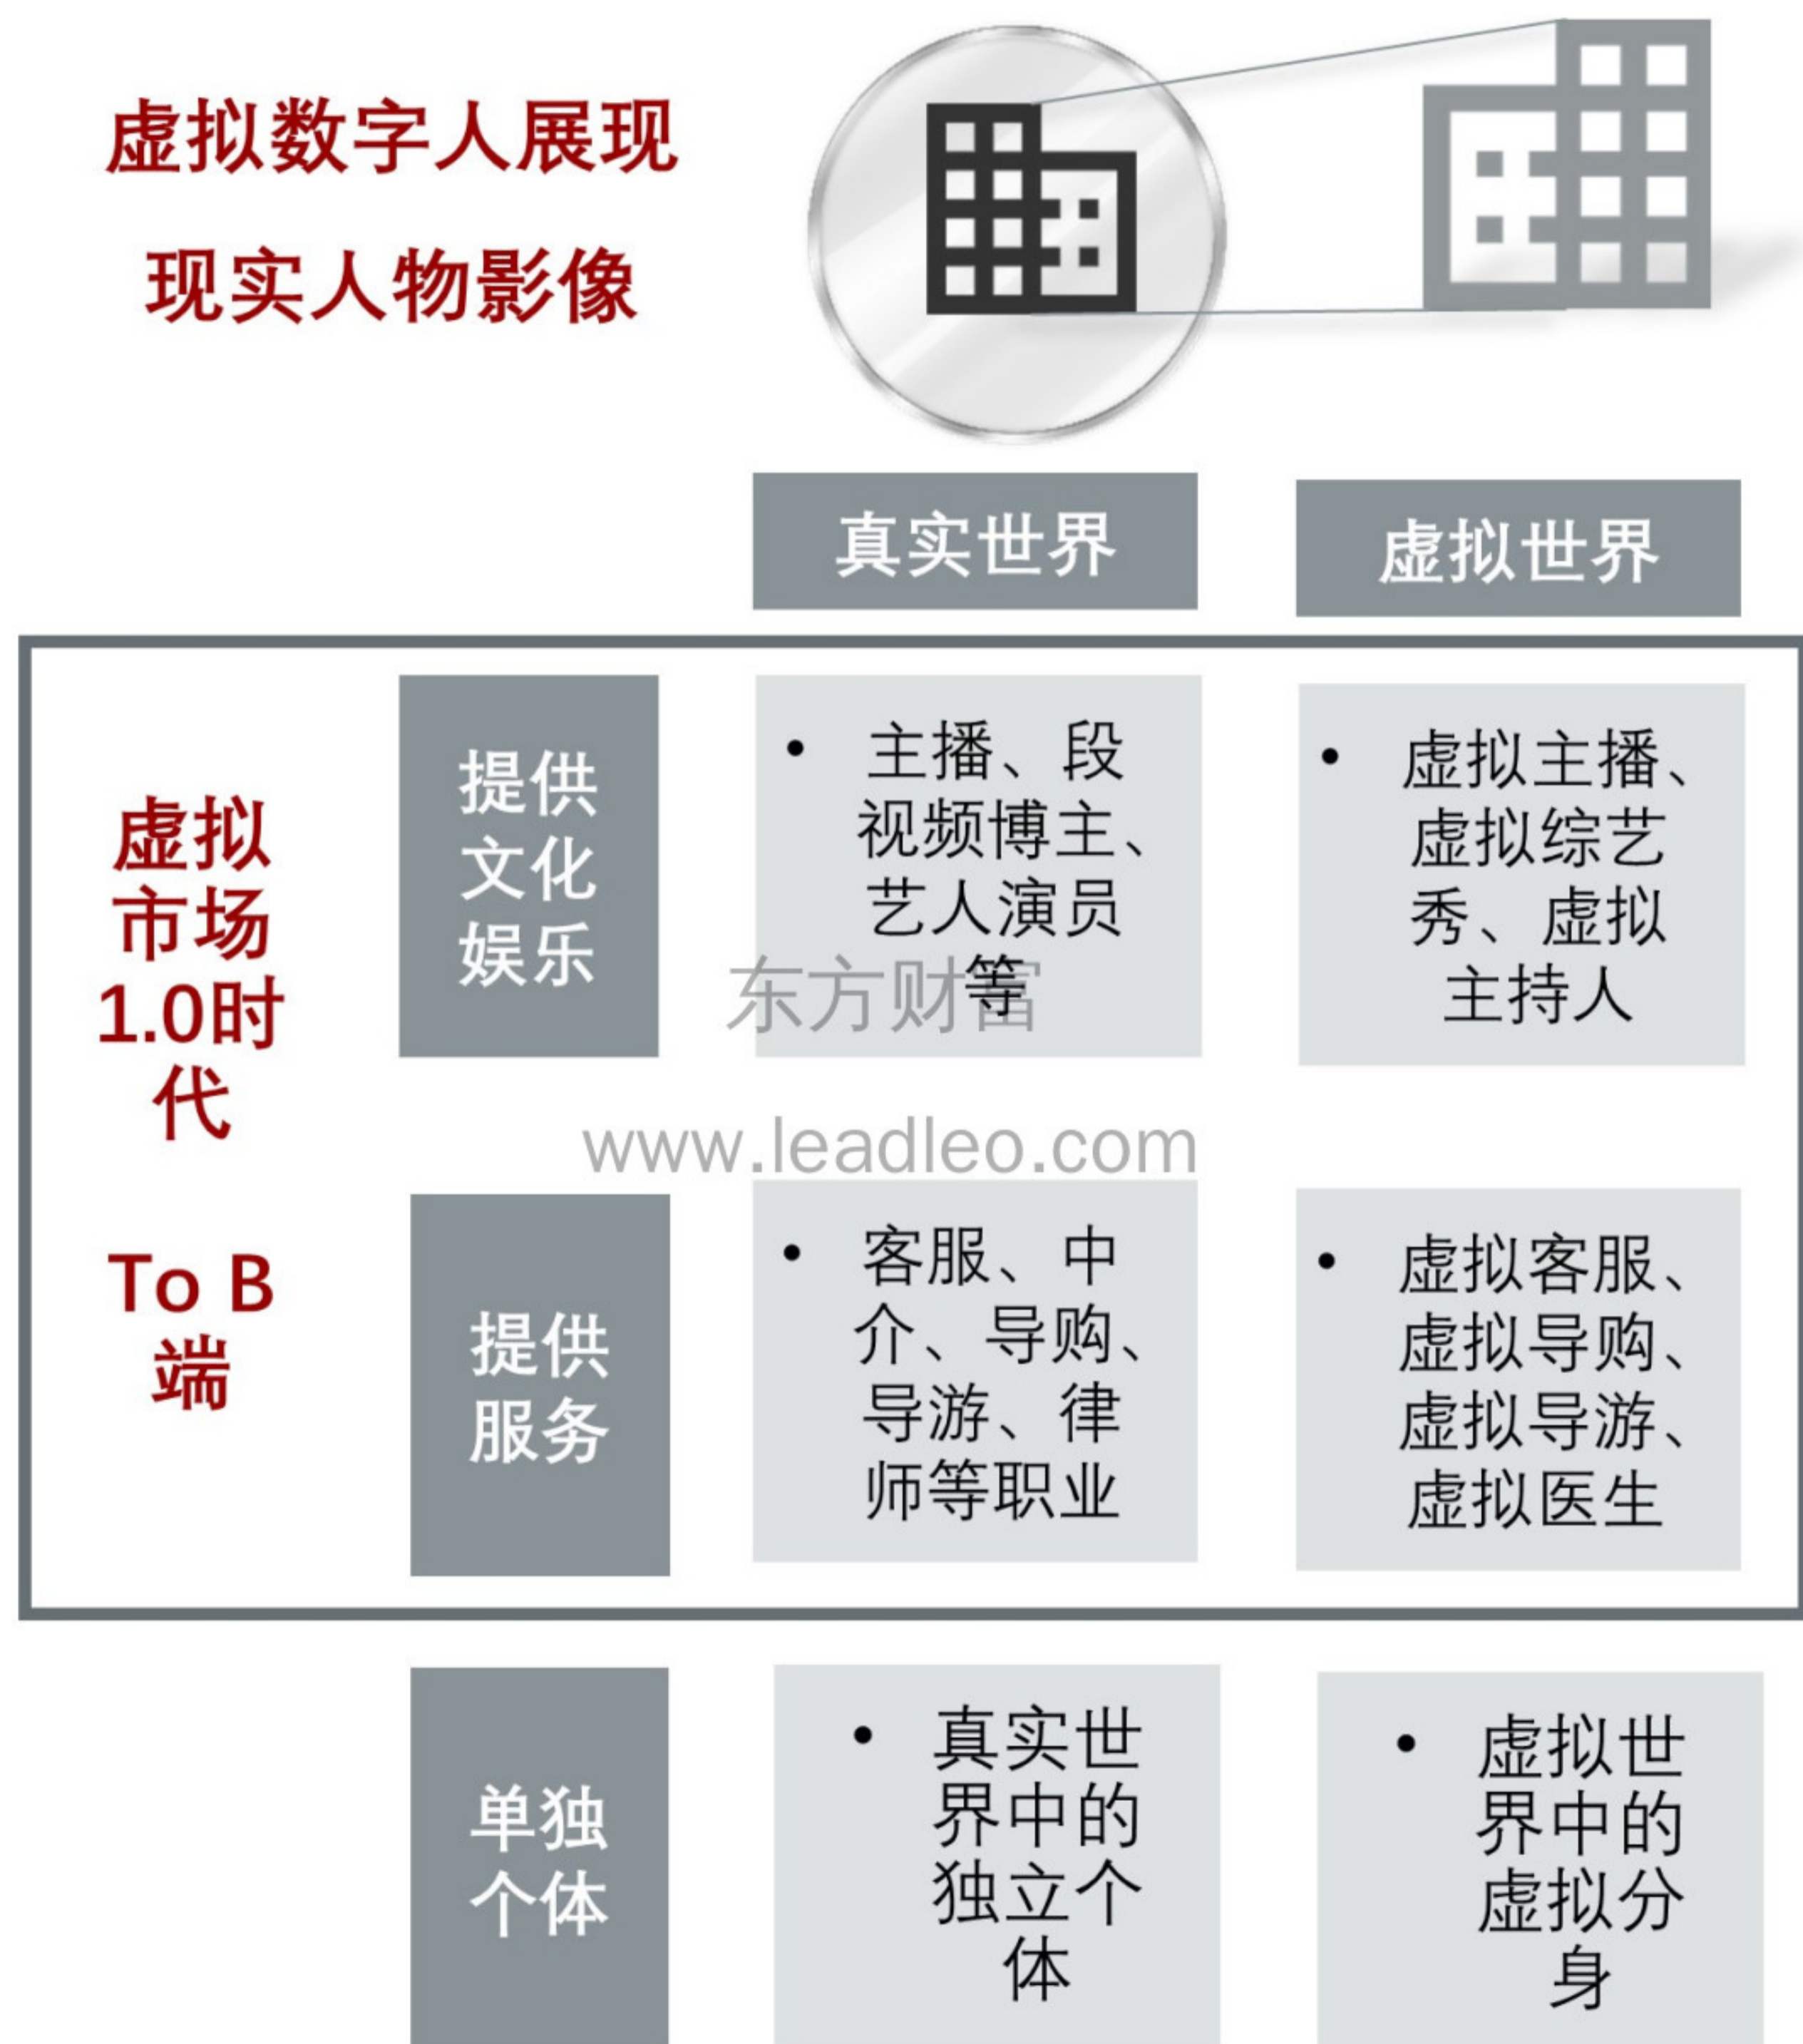 虚拟数字人展现
现实人物影像
真实世界
虚拟世界
虚拟
市场
1.0时
代
To B
端
提供
文化
娱乐
• 主播、段
视频博主、
艺人演员
等
• 虚拟主播、
虚拟综艺
秀、虚拟
主持人
东方财富
www.leadleo.com
提供
服务
• 客服、中
介、导购、
导游、律
师等职业
• 虚拟客服、
虚拟导购、
虚拟导游、
虚拟医生
单独
个体
• 真实世
界中的
独立个
体
• 虚拟世
界中的
虚拟分
身